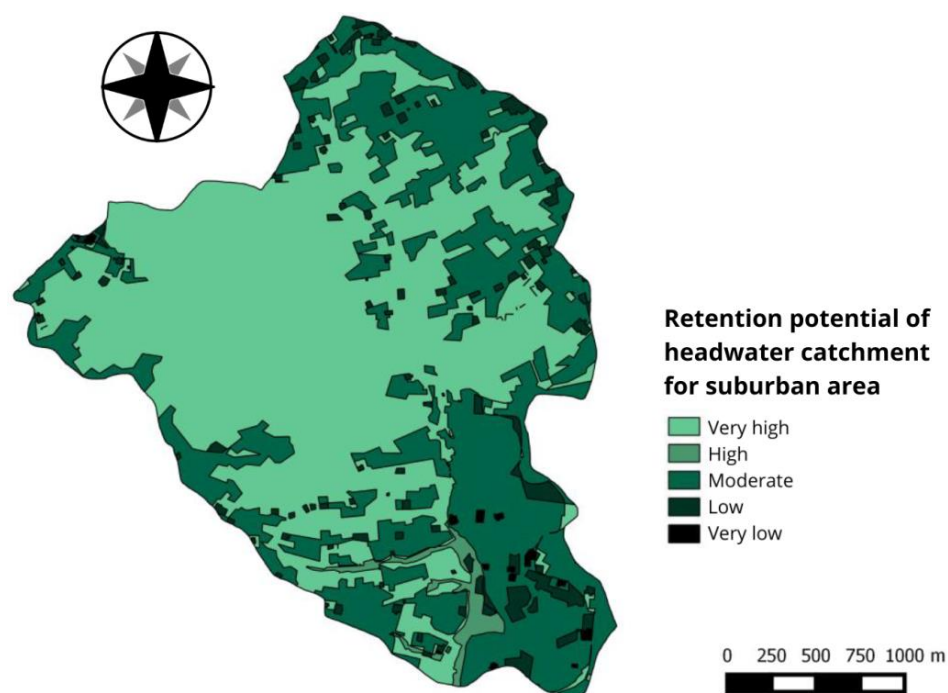 Retention potential of
headwater catchment
for suburban area
Very high
High
Moderate
Low
Very low
0 250 500 750 1000 m